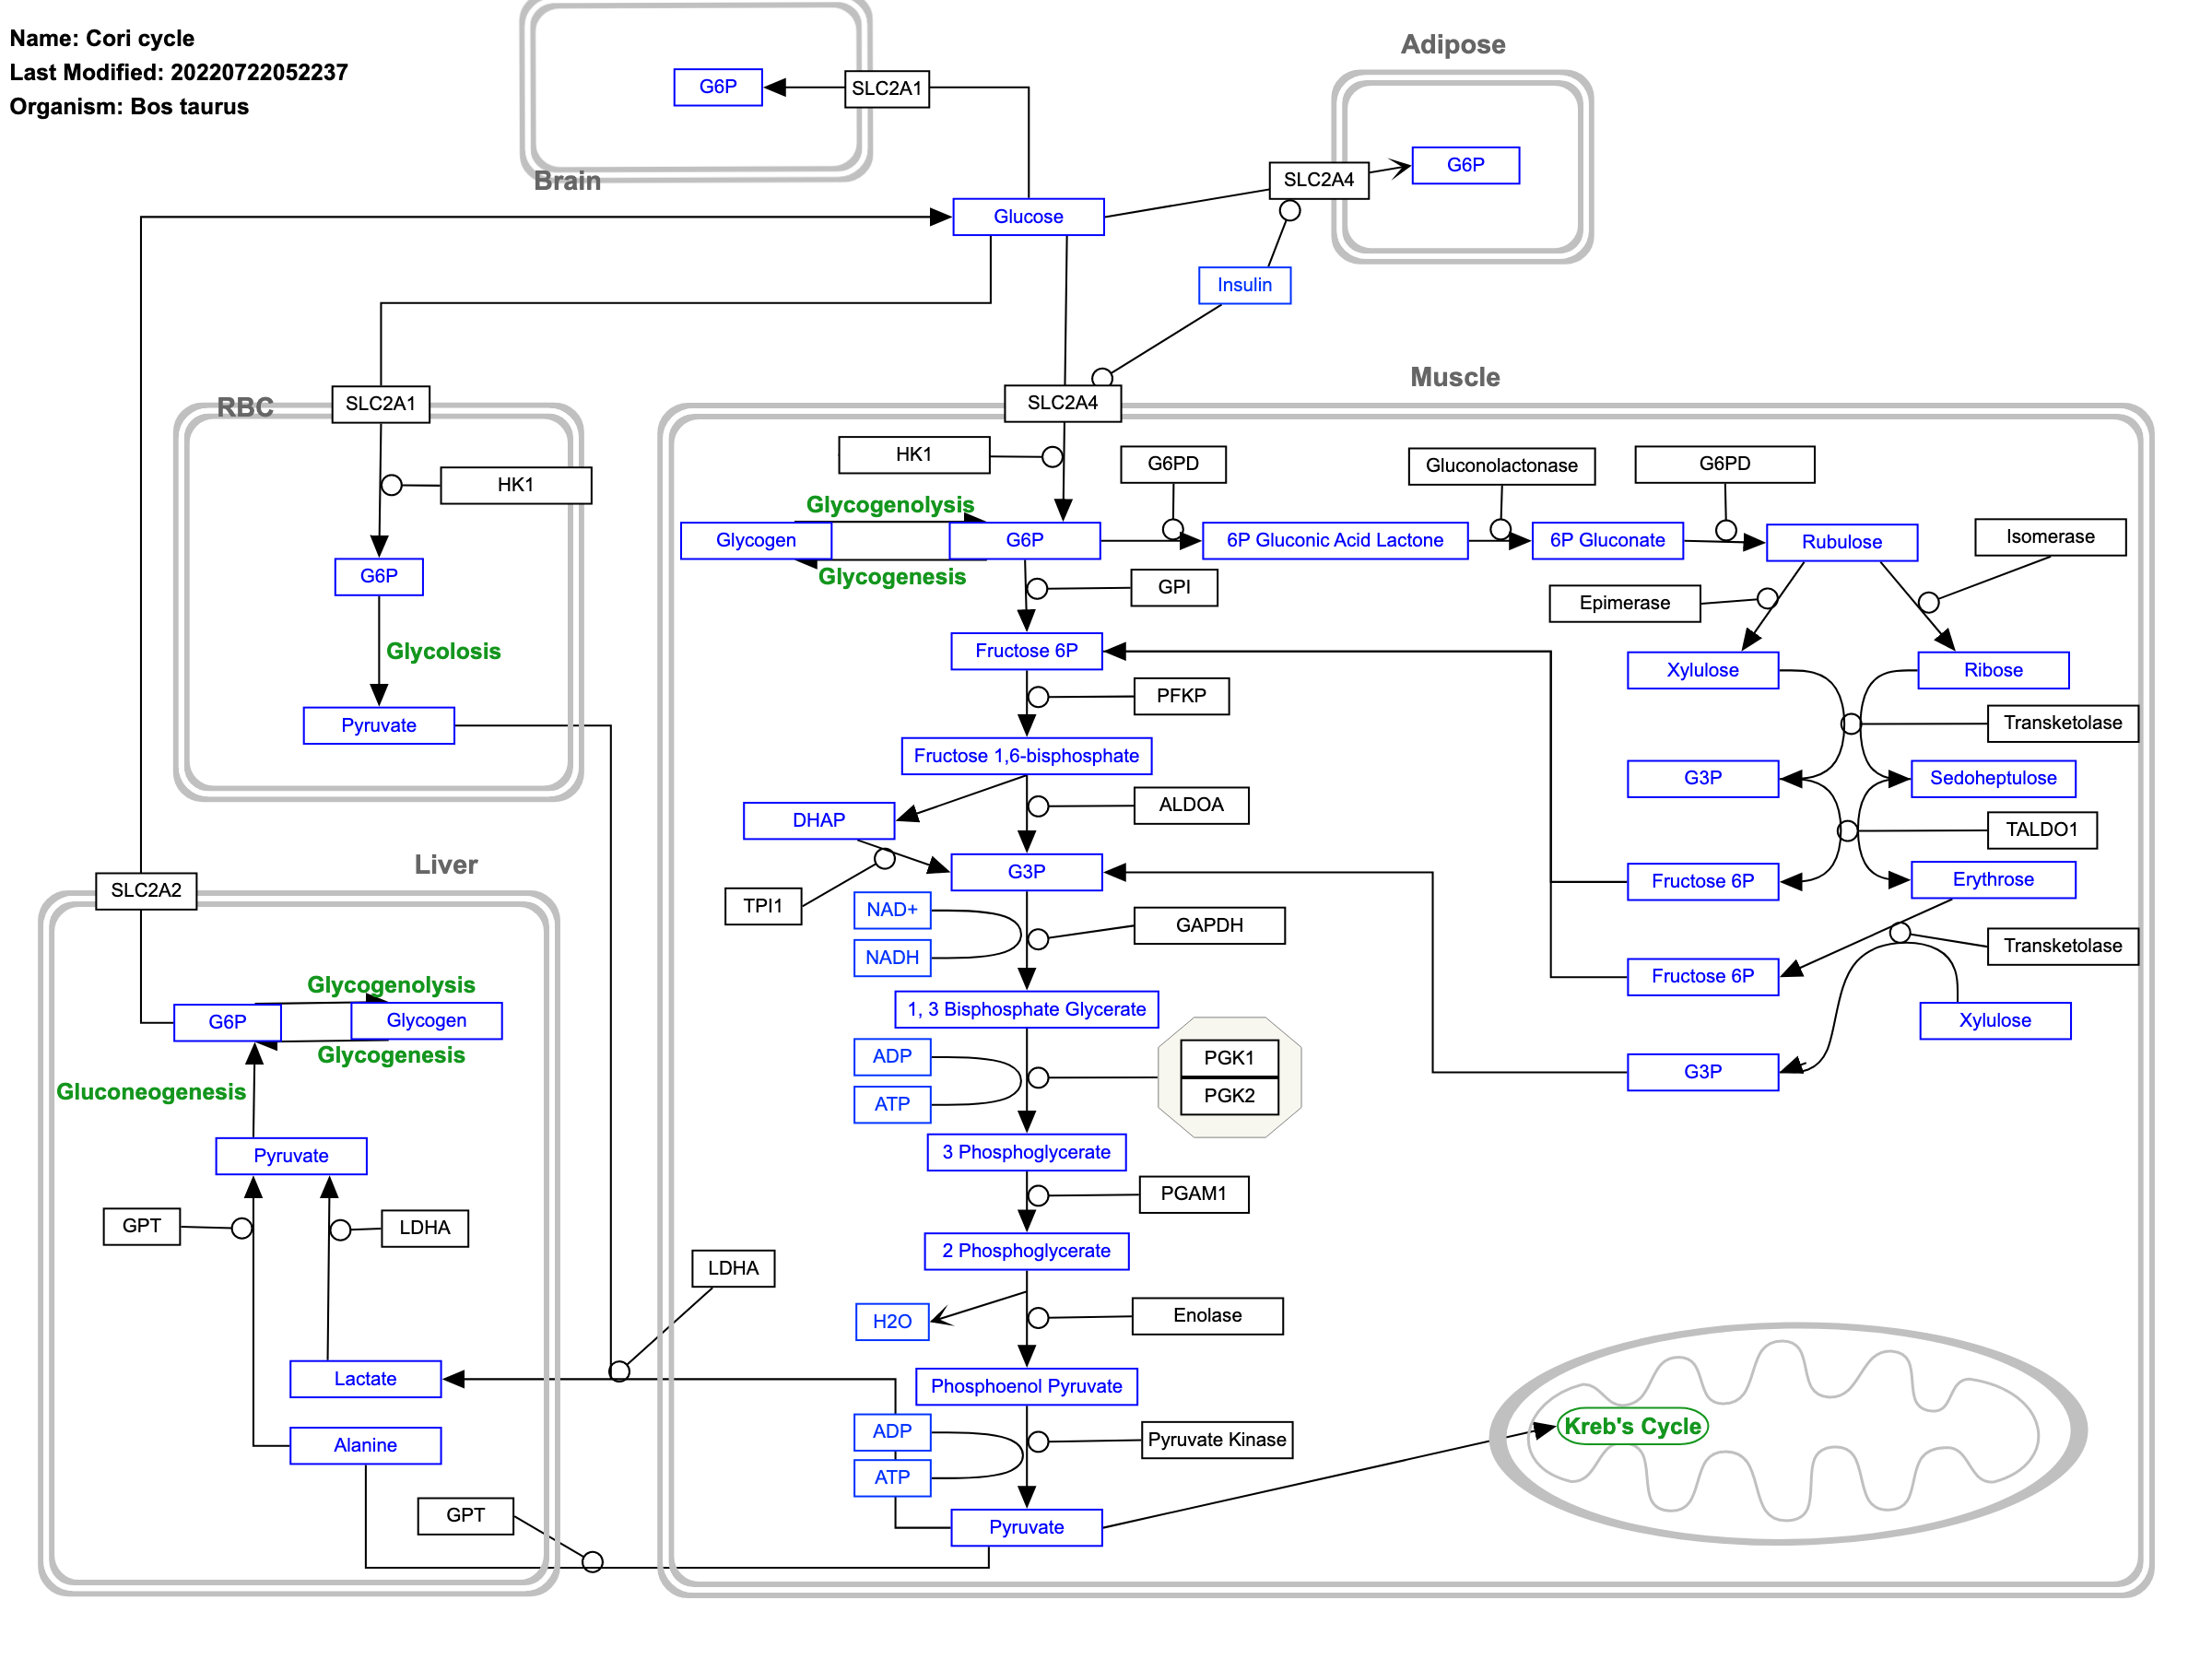 Name: Cori cycle
Last Modified: 20220722052237
Organism: Bos taurus
Adipose
G6P
SLC2A1
Brain
SLC2A4
G6P
Glucose
Insulin
Muscle
RBC
SLC2A1
SLC2A4
HK1
HK1
G6PD
Gluconolactonase
G6PD
Glycogenolysis
Glycogen
G6P
6P Gluconic Acid Lactone
6P Gluconate
Rubulose
Isomerase
Glycogenesis
G6P
GPI
Epimerase
Glycolosis
Fructose 6P
Xylulose
Ribose
PFKP
Pyruvate
Transketolase
Fructose 1,6-bisphosphate
G3P
Sedoheptulose
DHAP
ALDOA
TALDO1
Liver
G3P
Fructose 6P
Erythrose
SLC2A2
TPI1
NAD+
GAPDH
Transketolase
NADH
Fructose 6P
Glycogenolysis
G6P
Glycogen
1, 3 Bisphosphate Glycerate
Xylulose
Glycogenesis
ADP
PGK1
G3P
Gluconeogenesis
ATP
PGK2
Pyruvate
3 Phosphoglycerate
PGAM1
GPT
LDHA
2 Phosphoglycerate
LDHA
H2O
Enolase
Lactate
Phosphoenol Pyruvate
ADP
Kreb's Cycle
Alanine
Pyruvate Kinase
ATP
GPT
Pyruvate